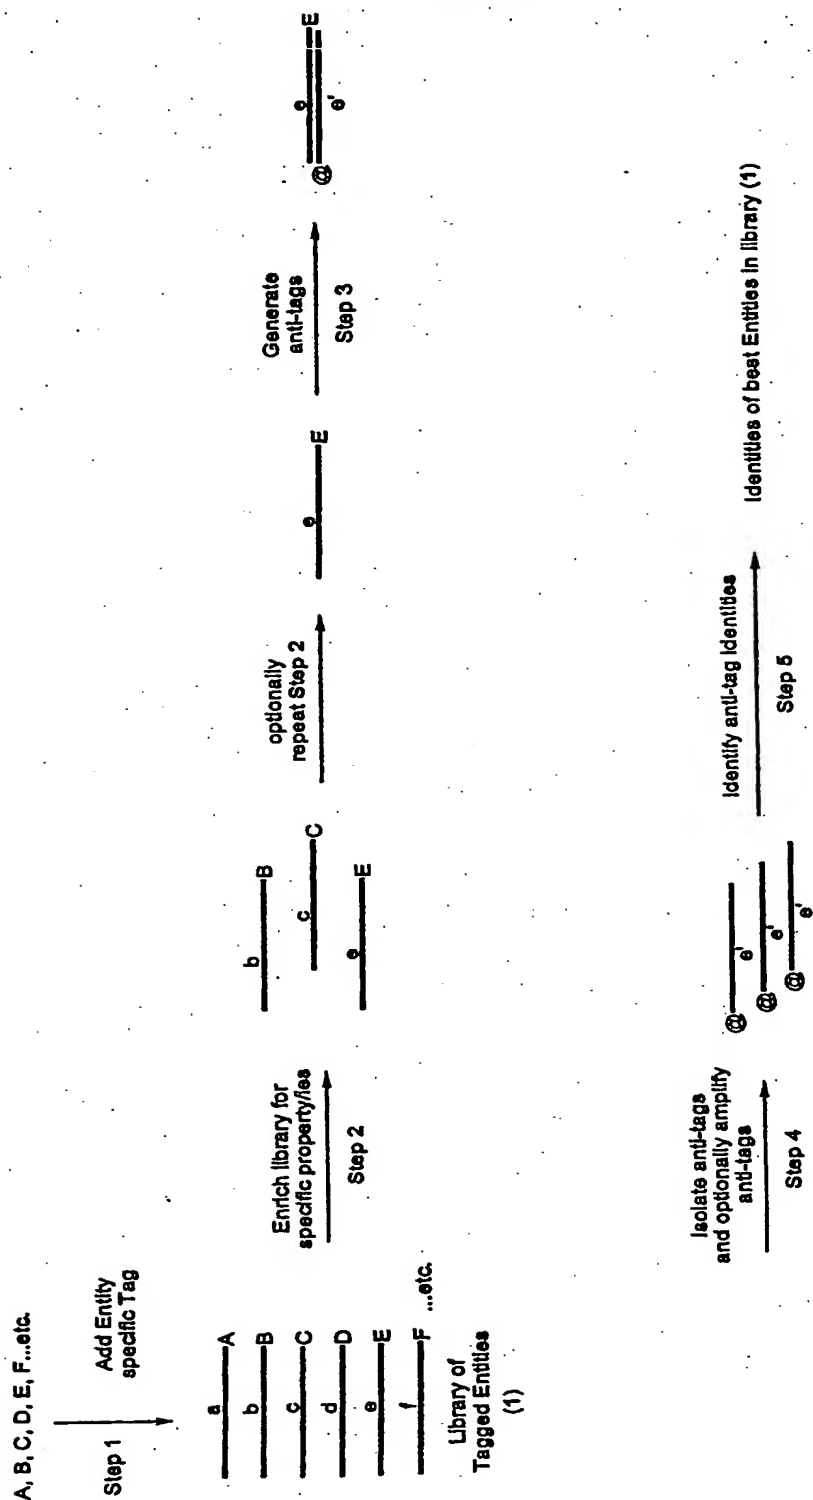 A, B, C, D, E, F...etc.
Step 1
Add Entity
specific Tag
a
A
b
B
c
C
d
D
e
E
f
F
...etc.
Library of
Tagged Entities
(1)
Enrich library for
specific property/ies
Step 2
b
B
c
C
e
E
optionally
repeat Step 2
e
E
Generate
anti-tags
Step 3
e
E
@
e'
Isolate anti-tags
and optionally amplify
anti-tags
Step 4
@
e'
@
e'
@
e'
Identify anti-tag identities
Step 5
Identities of best Entities in library (1)